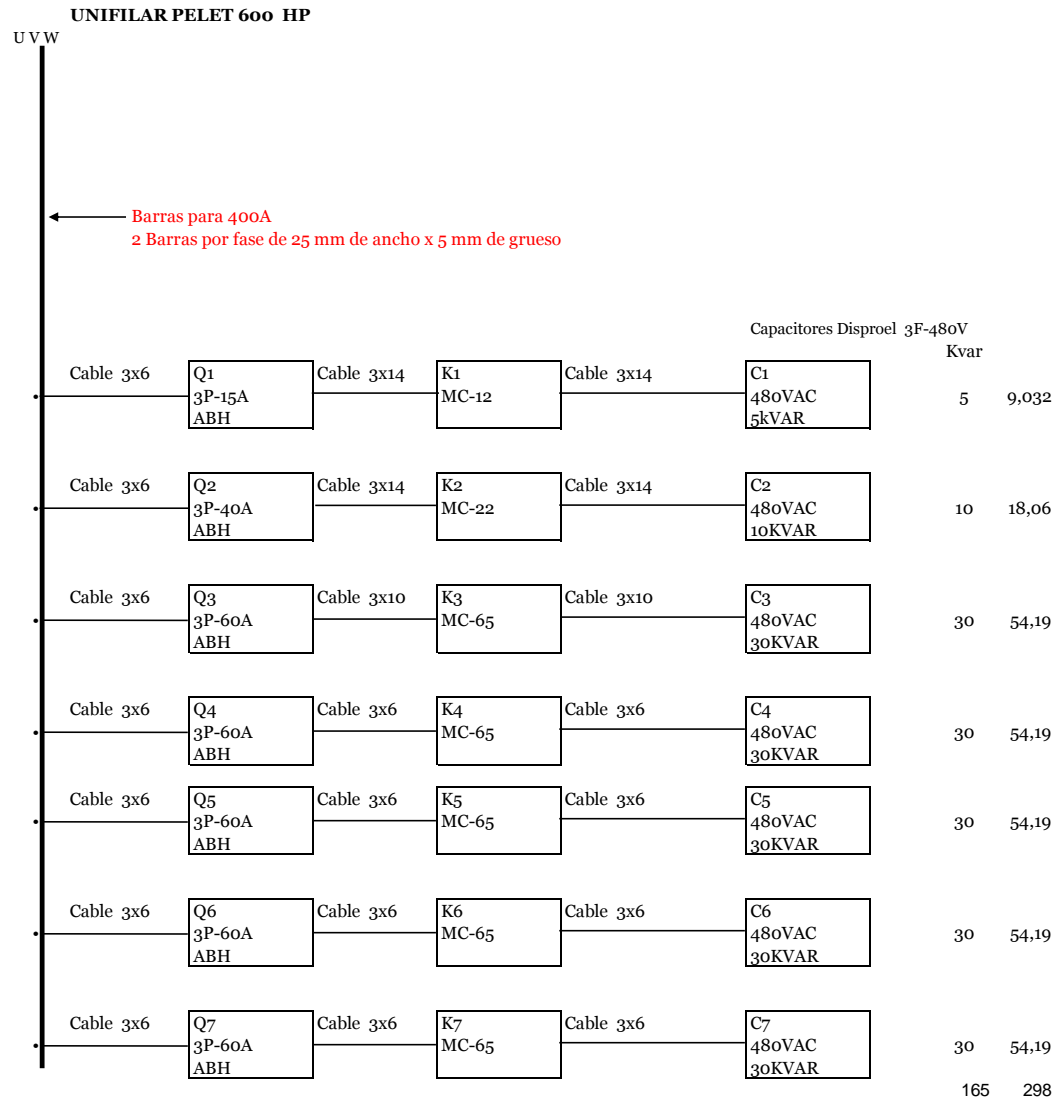 UNIFILAR PELET 600 HP
U V W
Barras para 400A
2 Barras por fase de 25 mm de ancho x 5 mm de grueso
Capacitores Disproel 3F-480V
Kvar
Cable 3x6 Q1 Cable 3x14 K1 Cable 3x14 C1
3P-15A MC-12 480VAC 5 9,032
ABH 5kVAR
Cable 3x6 Q2 Cable 3x14 K2 Cable 3x14 C2
3P-40A MC-22 480VAC 10 18,06
ABH 10KVAR
Cable 3x6 Q3 Cable 3x10 K3 Cable 3x10 C3
3P-60A MC-65 480VAC 30 54,19
ABH 30KVAR
Cable 3x6 Q4 Cable 3x6 K4 Cable 3x6 C4
3P-60A MC-65 480VAC 30 54,19
ABH 30KVAR
Cable 3x6 Q5 Cable 3x6 K5 Cable 3x6 C5
3P-60A MC-65 480VAC 30 54,19
ABH 30KVAR
Cable 3x6 Q6 Cable 3x6 K6 Cable 3x6 C6
3P-60A MC-65 480VAC 30 54,19
ABH 30KVAR
Cable 3x6 Q7 Cable 3x6 K7 Cable 3x6 C7
3P-60A MC-65 480VAC 30 54,19
ABH 30KVAR
165 298